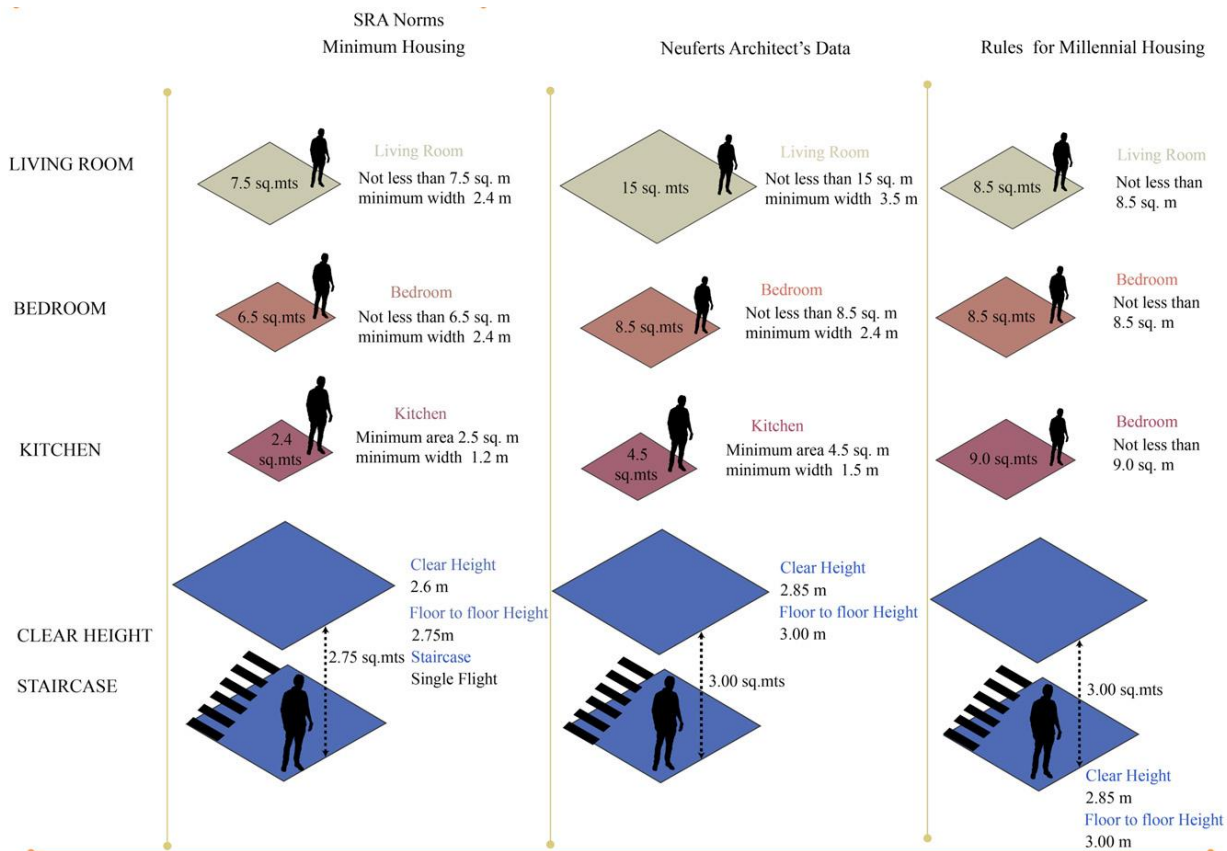 SRA Norms
Minimum Housing
Neuferts Architect's Data
Rules for Millennial Housing
LIVING ROOM
7.5 sq.mts
Living Room
Not less than 7.5 sq. m
minimum width 2.4 m
15 sq. mts
Living Room
Not less than 15 sq. m
minimum width 3.5 m
8.5 sq.mts
Living Room
Not less than
8.5 sq. m
BEDROOM
6.5 sq.mts
Bedroom
Not less than 6.5 sq. m
minimum width 2.4 m
8.5 sq.mts
Bedroom
Not less than 8.5 sq. m
minimum width 2.4 m
8.5 sq.mts
Bedroom
Not less than
8.5 sq. m
KITCHEN
2.4
sq.mts
Kitchen
Minimum area 2.5 sq. m
minimum width 1.2 m
4.5
sq.mts
Kitchen
Minimum area 4.5 sq. m
minimum width 1.5 m
9.0 sq.mts
Bedroom
Not less than
9.0 sq. m
CLEAR HEIGHT
STAIRCASE
Clear Height
2.6 m
Floor to floor Height
2.75m
2.75 sq.mts
Staircase
Single Flight
Clear Height
2.85 m
Floor to floor Height
3.00 m
3.00 sq.mts
3.00 sq.mts
Clear Height
2.85 m
Floor to floor Height
3.00 m